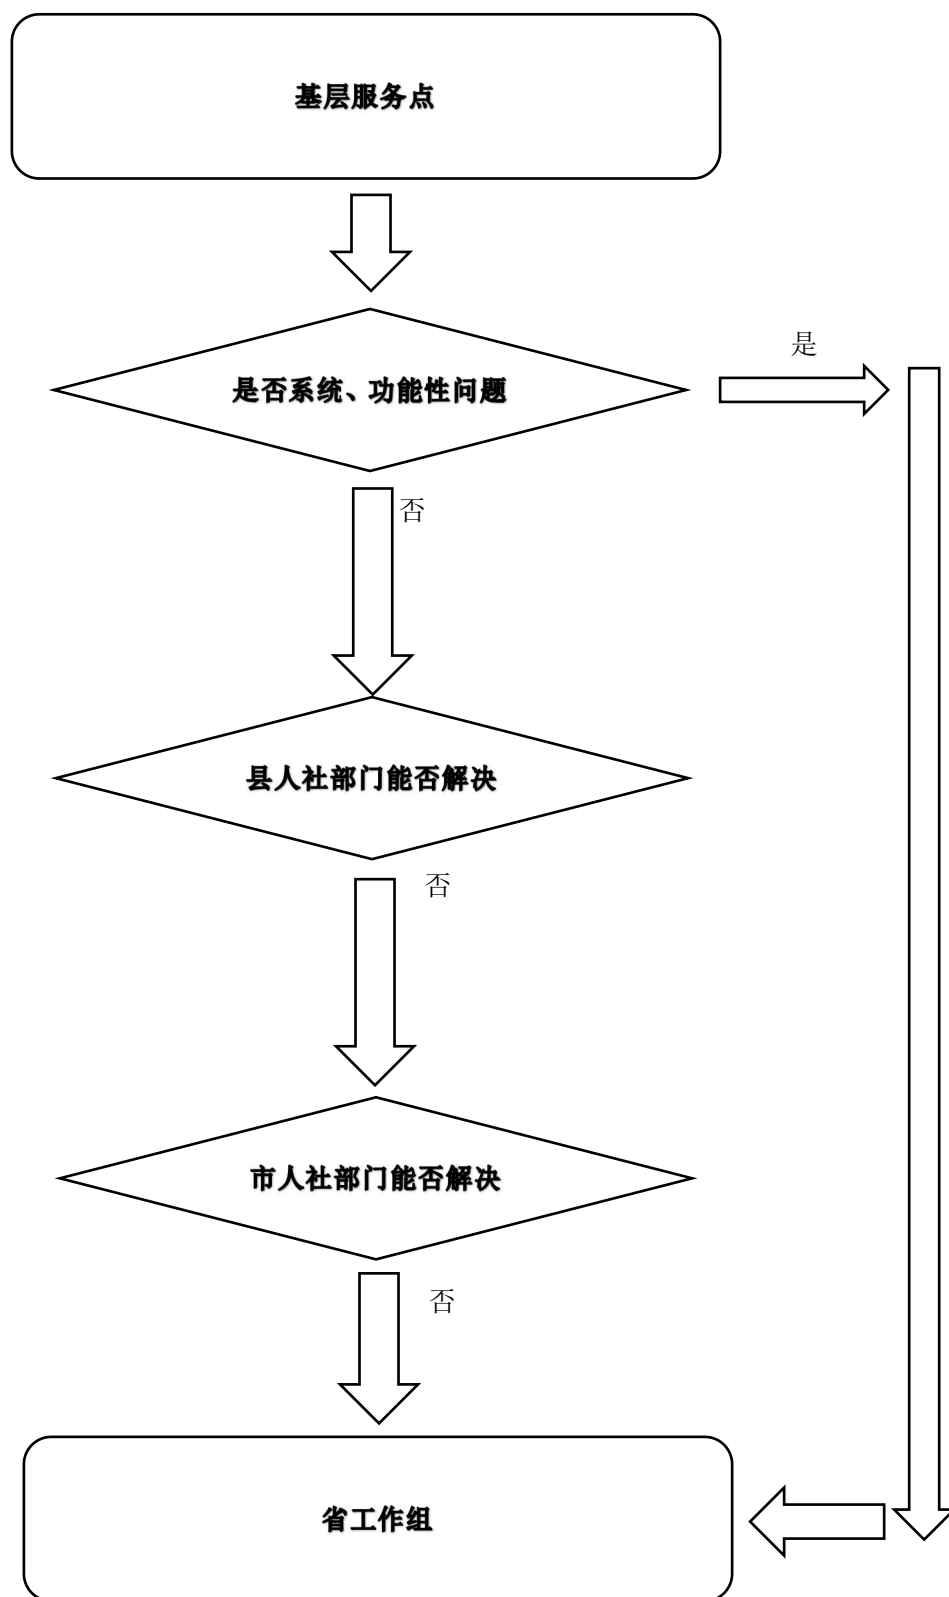 基层服务点
是
是否系统、功能性问题
否
县人社部门能否解决
否
市人社部门能否解决
否
省工作组